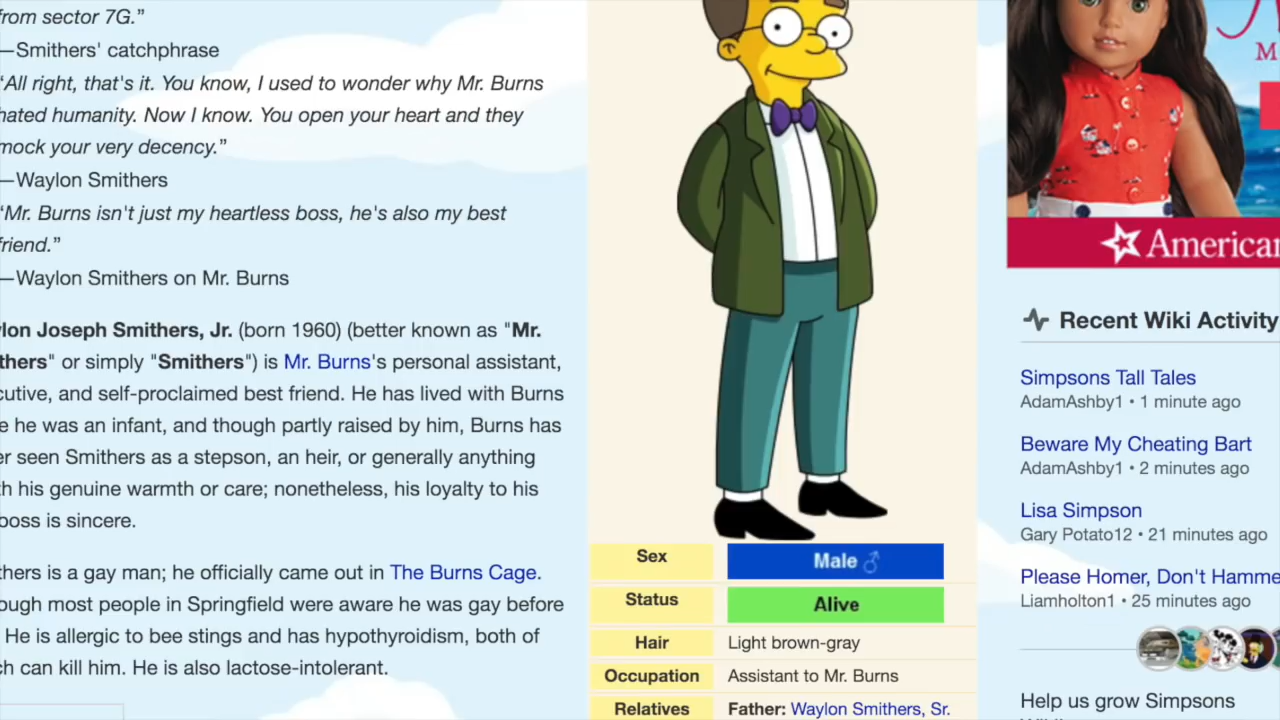 from sector 7G.”
—Smithers' catchphrase
“All right, that's it. You know, I used to wonder why Mr. Burns
hated humanity. Now I know. You open your heart and they
mock your very decency.”
—Waylon Smithers
“Mr. Burns isn't just my heartless boss, he's also my best
friend.”
—Waylon Smithers on Mr. Burns
lon Joseph Smithers, Jr. (born 1960) (better known as "Mr.
thers" or simply "Smithers") is Mr. Burns's personal assistant,
cutive, and self-proclaimed best friend. He has lived with Burns
e he was an infant, and though partly raised by him, Burns has
er seen Smithers as a stepson, an heir, or generally anything
h his genuine warmth or care; nonetheless, his loyalty to his
boss is sincere.
thers is a gay man; he officially came out in The Burns Cage.
ough most people in Springfield were aware he was gay before
He is allergic to bee stings and has hypothyroidism, both of
ch can kill him. He is also lactose-intolerant.
Sex Male ♂
Status Alive
Hair Light brown-gray
Occupation Assistant to Mr. Burns
Relatives Father: Waylon Smithers, Sr.
M
American
Recent Wiki Activity
Simpsons Tall Tales
AdamAshby1 • 1 minute ago
Beware My Cheating Bart
AdamAshby1 • 2 minutes ago
Lisa Simpson
Gary Potato12 • 21 minutes ago
Please Homer, Don't Hamme
Liamholton1 • 25 minutes ago
Help us grow Simpsons